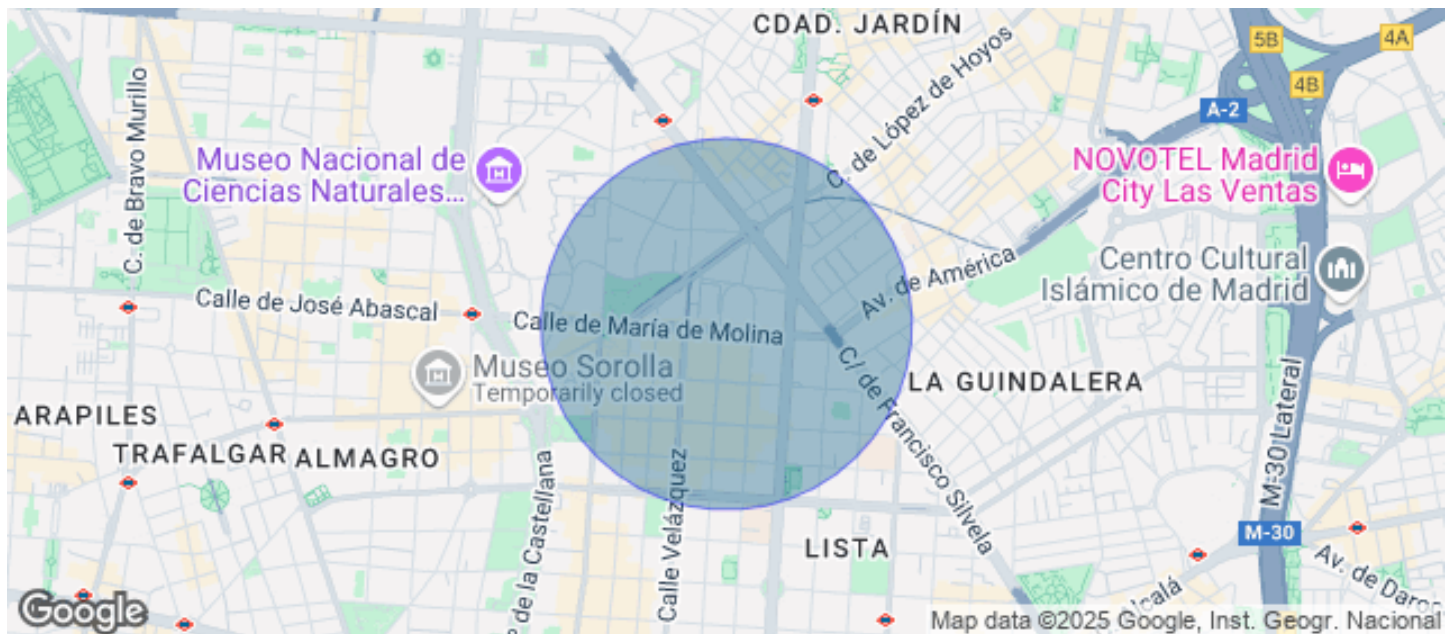 CDAD. JARDÍN
5B
4A
4B
A-2
C. de López de Hoyos
C. de Bravo Murillo
Museo Nacional de
Ciencias Naturales...
NOVOTEL Madrid
City Las Ventas
Centro Cultural
Islámico de Madrid
Av. de América
Calle de José Abascal
Calle de María de Molina
Museo Sorolla
Temporarily closed
C/ de Francisco Silvela
LA GUINDALERA
M-30 Lateral
ARAPILES
TRAFALGAR
ALMAGRO
Calle Velázquez
º de la Castellana
LISTA
M-30
Av. de Daroc
Alcalá
Google
Map data ©2025 Google, Inst. Geogr. Nacional